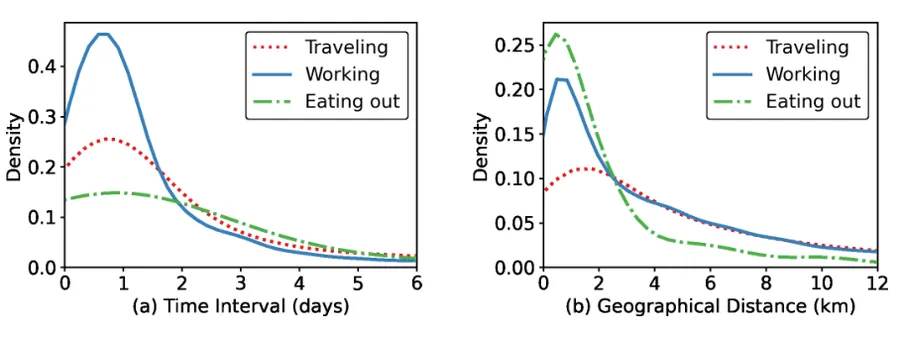 Density
0.4
0.3
0.2
0.1
0.0
0 1 2 3 4 5 6
Traveling
Working
Eating out
(a) Time Interval (days)
Density
0.25
0.20
0.15
0.10
0.05
0.00
0 2 4 6 8 10 12
Traveling
Working
Eating out
(b) Geographical Distance (km)